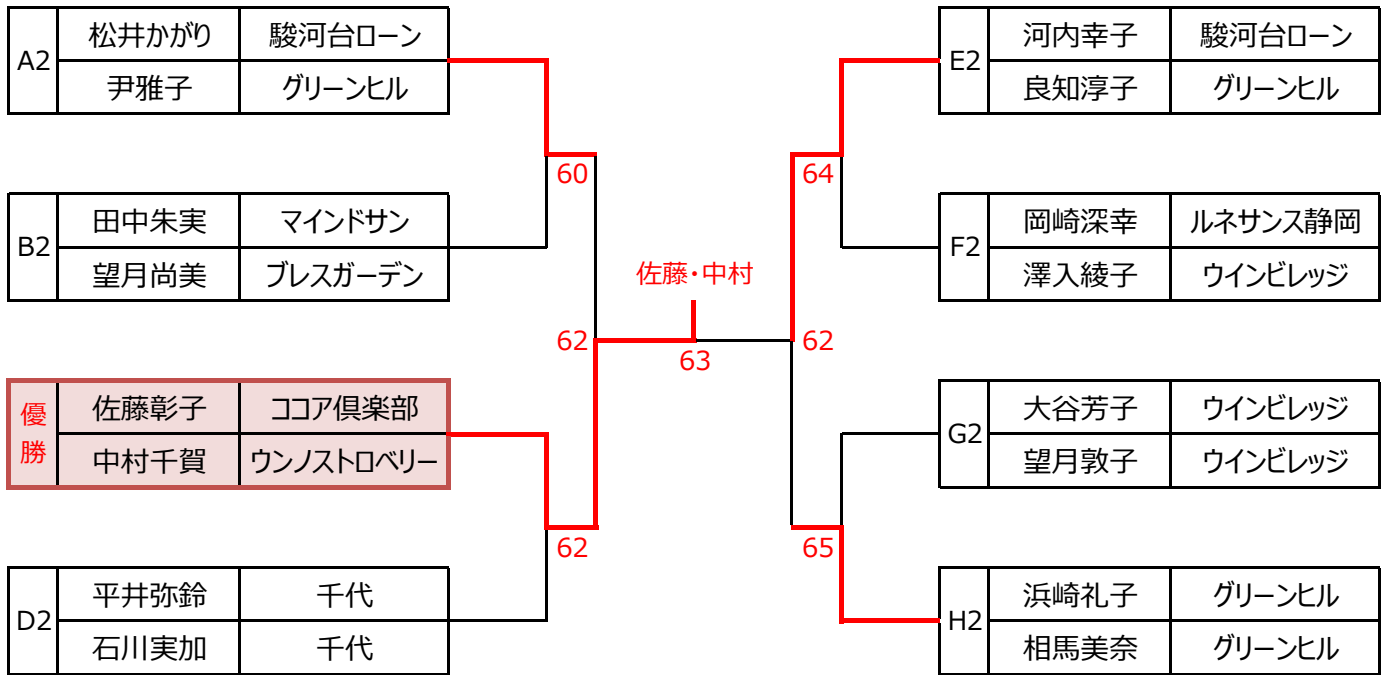 A2 松井かがり 駿河台ローン
尹雅子 グリーンヒル
60
B2 田中朱実 マインドサン
望月尚美 ブレスガーデン
62
優勝 佐藤彰子 ココア倶楽部
中村千賀 ウンノストロベリー
62
D2 平井弥鈴 千代
石川実加 千代
佐藤・中村
63
E2 河内幸子 駿河台ローン
良知淳子 グリーンヒル
64
F2 岡崎深幸 ルネサンス静岡
澤入綾子 ウインビレッジ
62
G2 大谷芳子 ウインビレッジ
望月敦子 ウインビレッジ
65
H2 浜崎礼子 グリーンヒル
相馬美奈 グリーンヒル